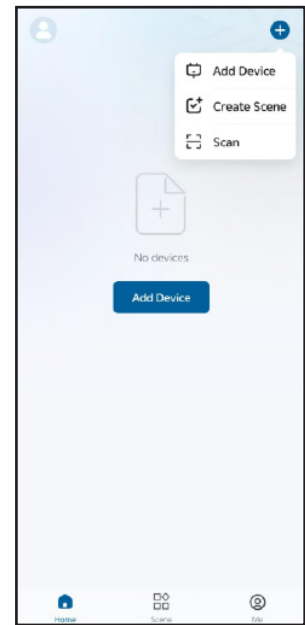 Add Device
Create Scene
Scan
No devices
Add Device
Home Scene Me